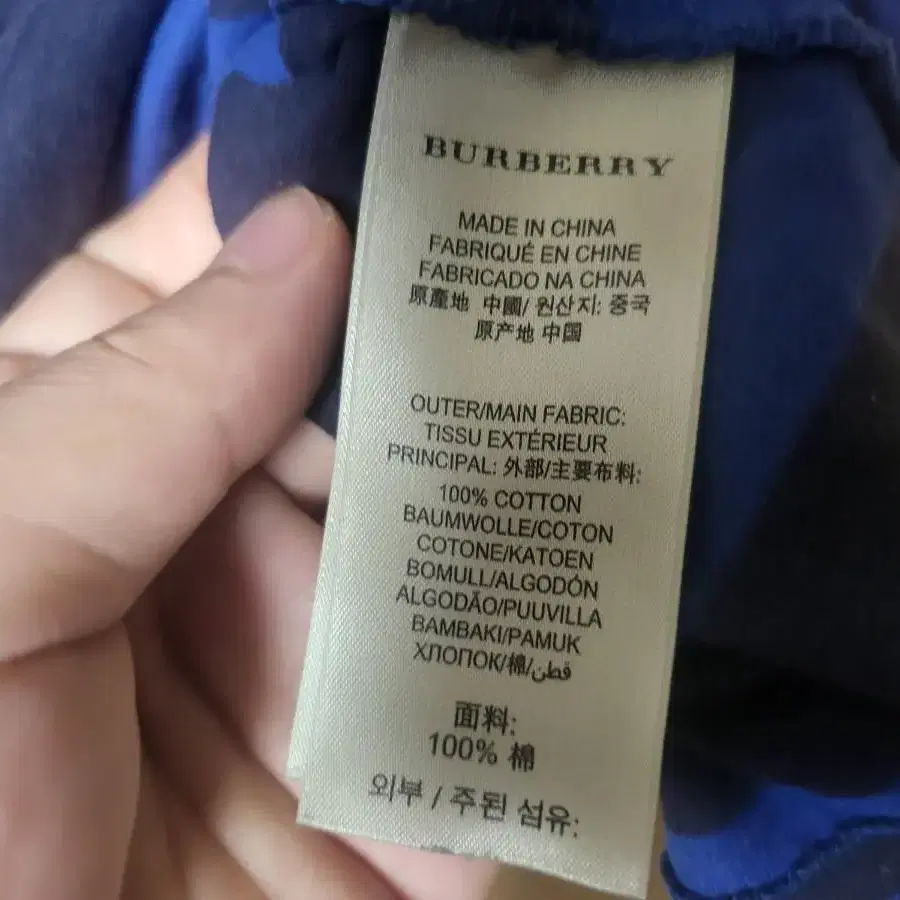 BURBERRY
MADE IN CHINA
FABRIQUÉ EN CHINE
FABRICADO NA CHINA
原產地 中國/ 원산지: 중국
原产地 中国
OUTER/MAIN FABRIC:
TISSU EXTÉRIEUR
PRINCIPAL: 外部/主要布料:
100% COTTON
BAUMWOLLE/COTON
COTONE/KATOEN
BOMULL/ALGODÓN
ALGODÃO/PUUVILLA
BAMBAKI/PAMUK
ХЛОПОК/棉/قطن
面料:
100% 棉
외부 / 주된 섬유: